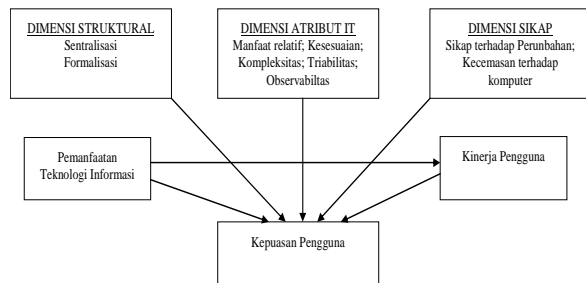 DIMENSI STRUKTURAL
Sentralisasi
Formalisasi
DIMENSI ATRIBUT IT
Manfaat relatif; Kesesuaian;
Kompleksitas; Triabilitas;
Observabiltas
DIMENSI SIKAP
Sikap terhadap Perunbahan;
Kecemasan terhadap
komputer
Pemanfaatan
Teknologi Informasi
Kinerja Pengguna
Kepuasan Pengguna